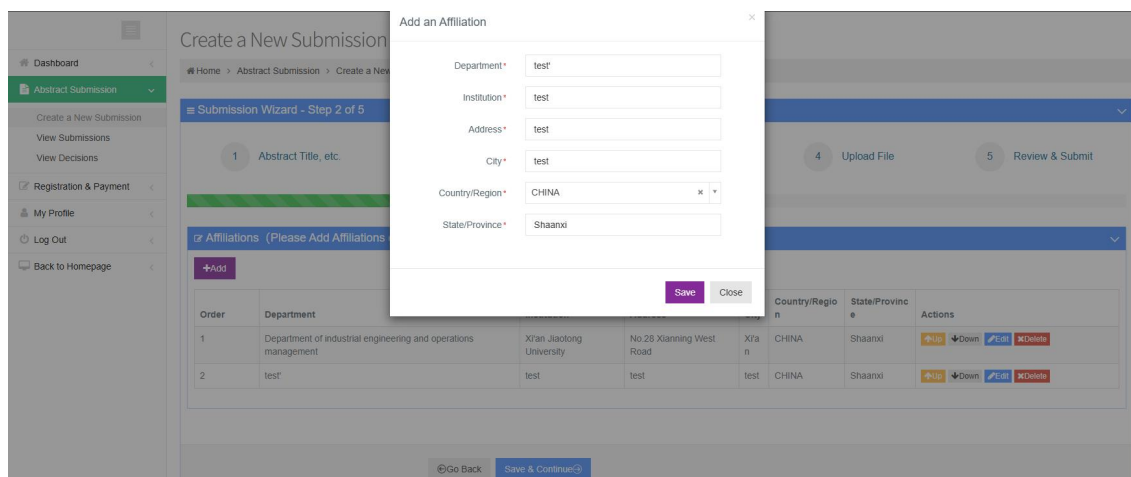 Create a New Submission
Add an Affiliation
×
Dashboard
Home > Abstract Submission > Create a New
Department*
test'
Abstract Submission
Submission Wizard - Step 2 of 5
Institution*
test
Create a New Submission
Address*
test
View Submissions
View Decisions
1 Abstract Title, etc.
City*
test
4 Upload File
5 Review & Submit
Registration & Payment
Country/Region*
CHINA
My Profile
State/Province*
Shaanxi
Log Out
Affiliations (Please Add Affiliations
Back to Homepage
+Add
Save
Close
Order
Department
Country/Regio
n
State/Provinc
e
Actions
1
Department of industrial engineering and operations
management
Xi'an Jiaotong
University
No.28 Xianning West
Road
Xi'a
n
CHINA
Shaanxi
Up Down Edit Delete
2
test'
test
test
test
CHINA
Shaanxi
Up Down Edit Delete
Go Back
Save & Continue